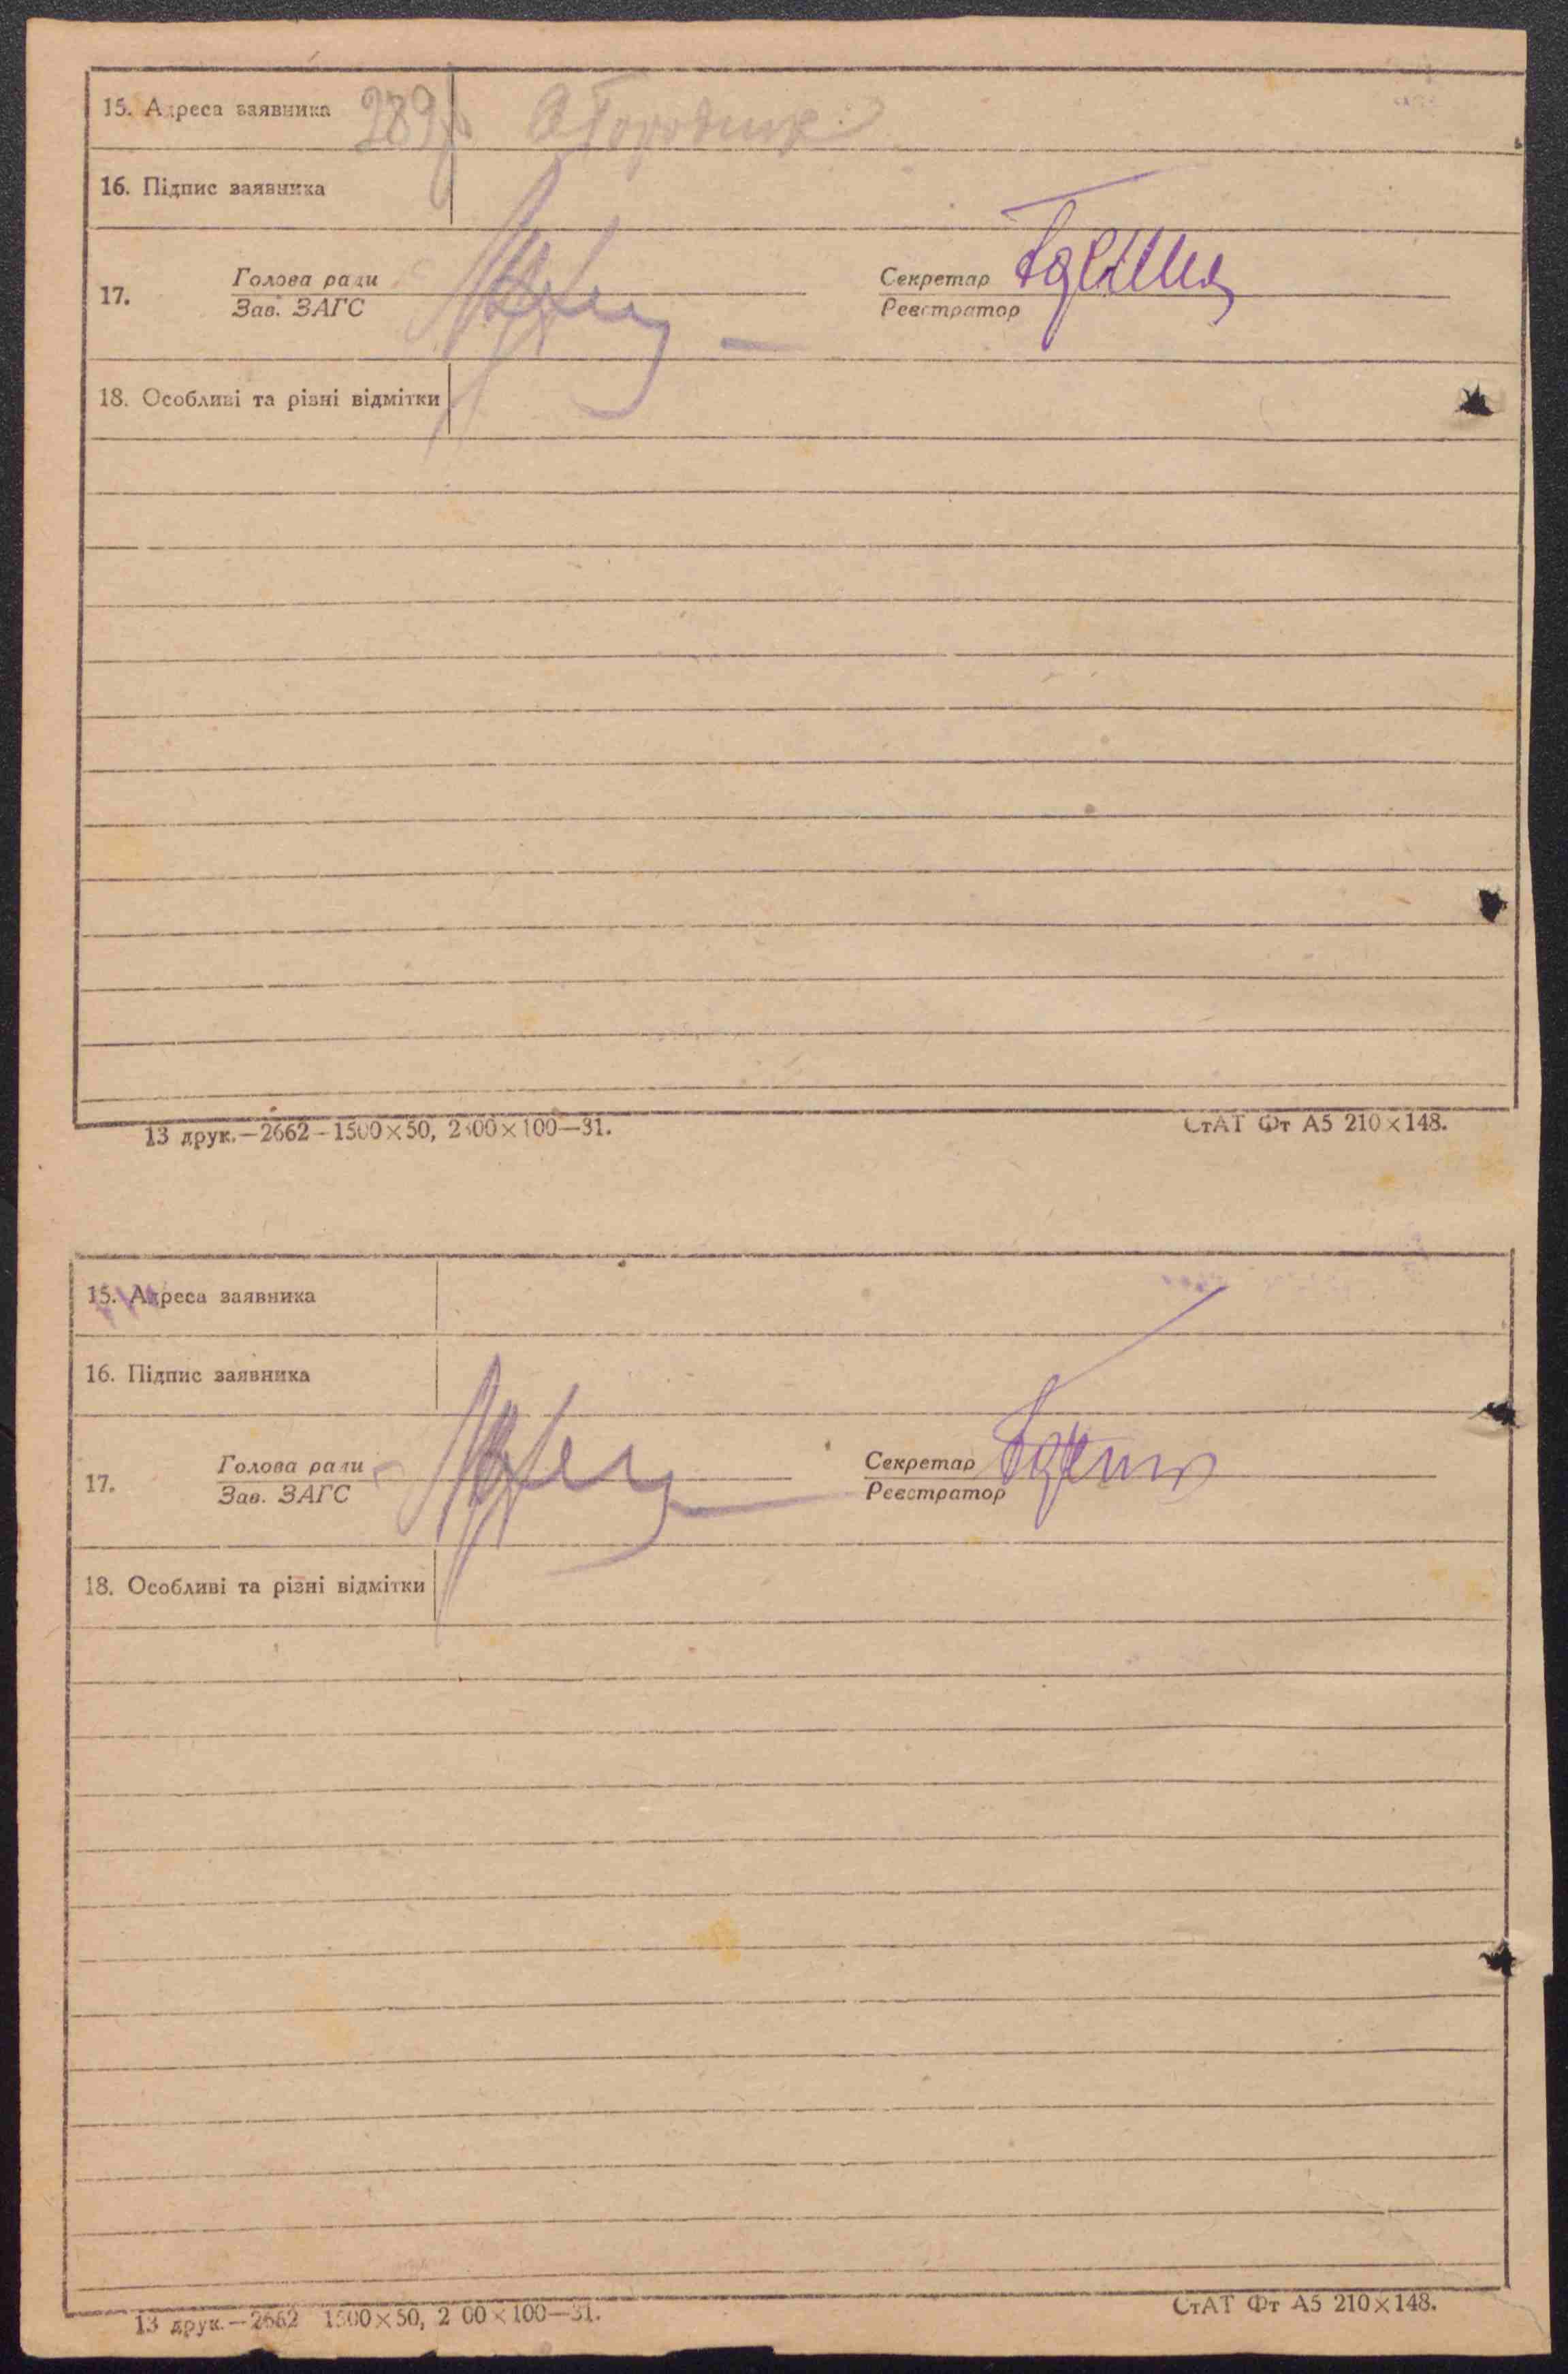 15. Адреса заявника
16. Підпис заявника
17. Голова ради Секретар
Зав. ЗАГС Реєстратор
18. Особливі та різні відмітки
13 друк.—2662—1500×50, 2300×100—31. СтАТ Фт А5 210×148.
15. Адреса заявника
16. Підпис заявника
17. Голова ради Секретар
Зав. ЗАГС Реєстратор
18. Особливі та різні відмітки
13 друк.—2662 1500×50, 2 00×100—31. СтАТ Фт А5 210×148.